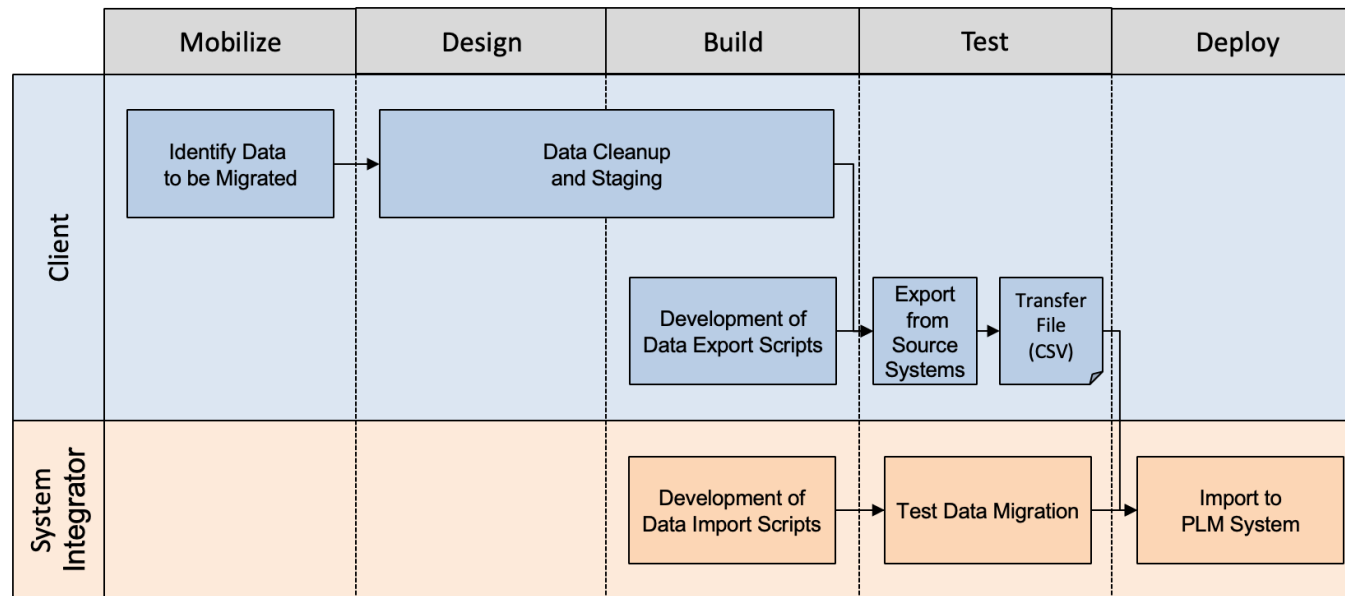 Mobilize
Design
Build
Test
Deploy
Client
Identify Data
to be Migrated
Data Cleanup
and Staging
Development of
Data Export Scripts
Export
from
Source
Systems
Transfer
File
(CSV)
System
Integrator
Development of
Data Import Scripts
Test Data Migration
Import to
PLM System